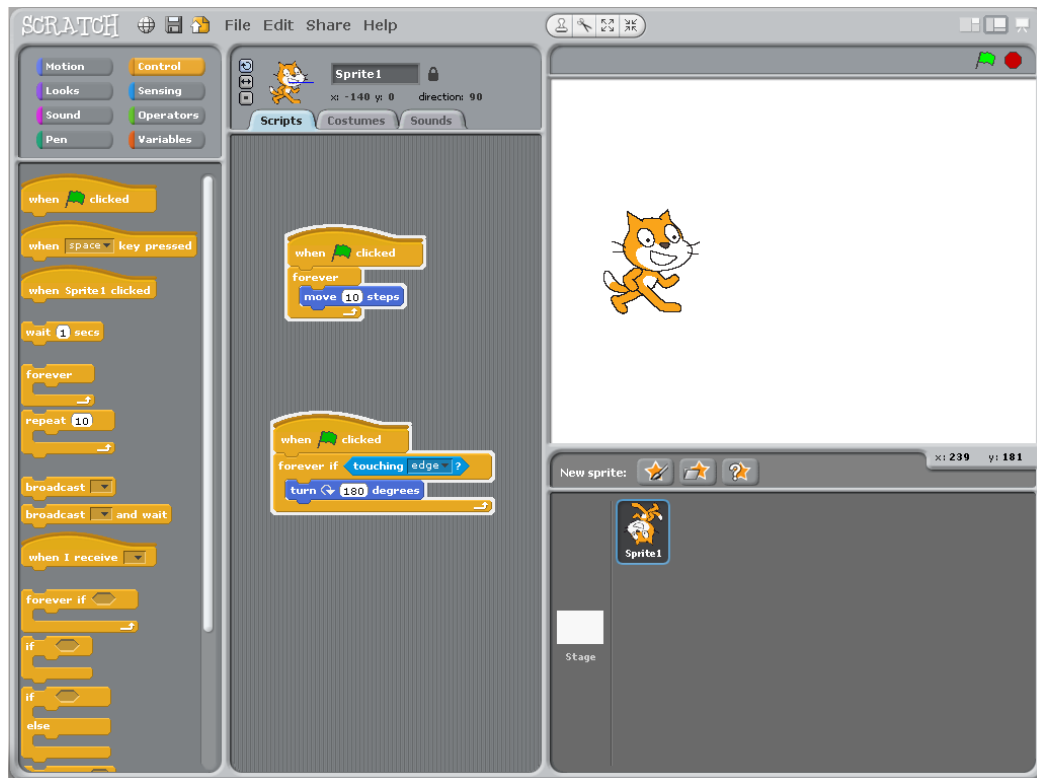 SCRATCH File Edit Share Help
Motion Control
Looks Sensing
Sound Operators
Pen Variables
Sprite1
x: -140 y: 0 direction: 90
Scripts Costumes Sounds
when clicked
when space key pressed
when Sprite1 clicked
wait 1 secs
forever
repeat 10
broadcast
broadcast and wait
when I receive
forever if
if
if
else
when clicked
forever
move 10 steps
when clicked
forever if touching edge ?
turn 180 degrees
x: 239 y: 181
New sprite:
Sprite1
Stage